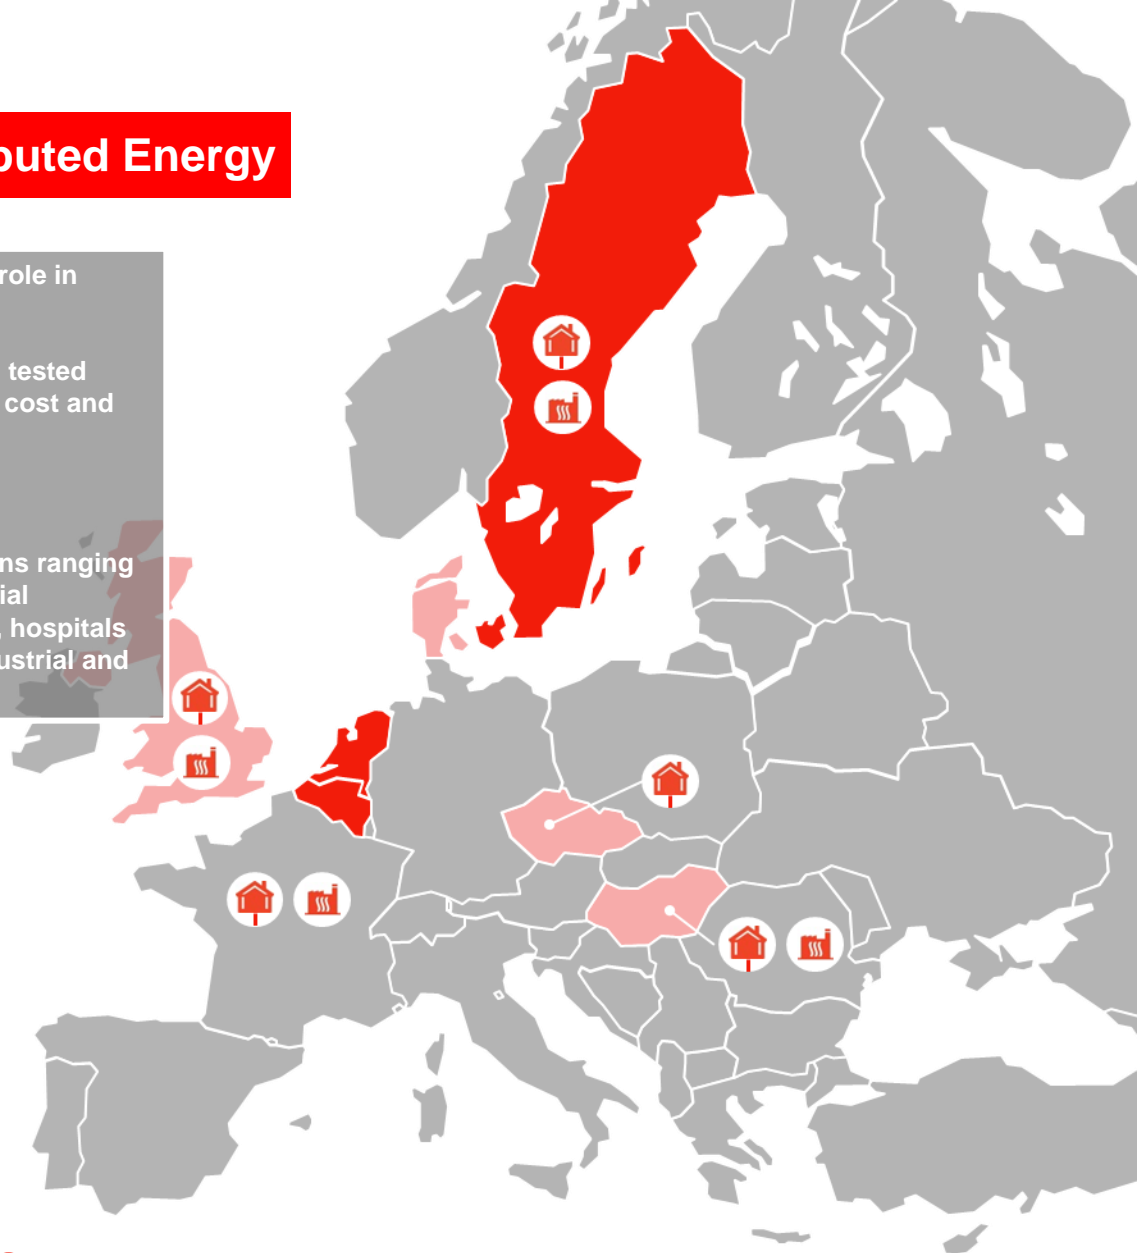 buted Energy
role in
tested
cost and
ns ranging
ial
, hospitals
ustrial and